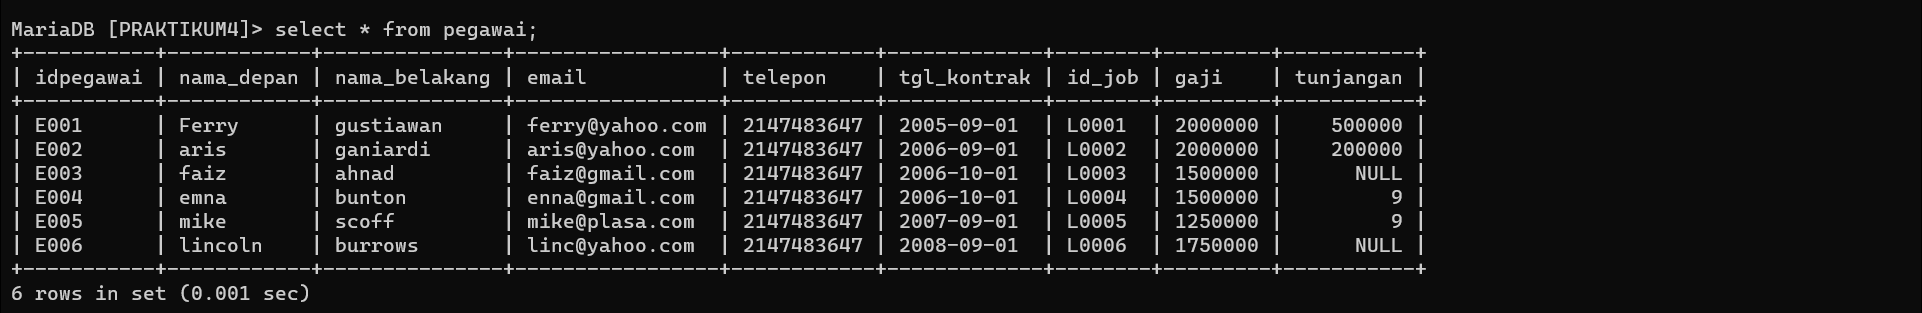 MariaDB [PRAKTIKUM4]> select * from pegawai;
+-----------+------------+---------------+-----------------+------------+-------------+--------+---------+-----------+
| idpegawai | nama_depan | nama_belakang | email           | telepon    | tgl_kontrak | id_job | gaji    | tunjangan |
+-----------+------------+---------------+-----------------+------------+-------------+--------+---------+-----------+
| E001      | Ferry      | gustiawan     | ferry@yahoo.com | 2147483647 | 2005-09-01  | L0001  | 2000000 |    500000 |
| E002      | aris       | ganiardi      | aris@yahoo.com  | 2147483647 | 2006-09-01  | L0002  | 2000000 |    200000 |
| E003      | faiz       | ahnad         | faiz@gmail.com  | 2147483647 | 2006-10-01  | L0003  | 1500000 |      NULL |
| E004      | emna       | bunton        | enna@gmail.com  | 2147483647 | 2006-10-01  | L0004  | 1500000 |         9 |
| E005      | mike       | scoff         | mike@plasa.com  | 2147483647 | 2007-09-01  | L0005  | 1250000 |         9 |
| E006      | lincoln    | burrows       | linc@yahoo.com  | 2147483647 | 2008-09-01  | L0006  | 1750000 |      NULL |
+-----------+------------+---------------+-----------------+------------+-------------+--------+---------+-----------+
6 rows in set (0.001 sec)